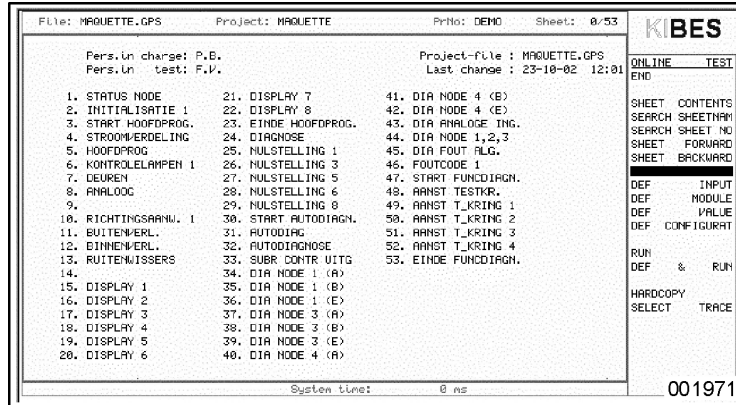 File: MAQUETTE.GPS Project: MAQUETTE PrNo: DEMO Sheet: 0/53
KIBES
Pers.in charge: P.B. Project-file : MAQUETTE.GPS
Pers.in test: F.V. Last change : 23-10-02 12:01
ONLINE TEST
END
1. STATUS NODE 21. DISPLAY 7 41. DIA NODE 4 (B)
2. INITIALISATIE 1 22. DISPLAY 8 42. DIA NODE 4 (E)
3. START HOOFDPROG. 23. EINDE HOOFDPROG. 43. DIA ANALOGE ING.
4. STROOMVERDELING 24. DIAGNOSE 44. DIA NODE 1,2,3
5. HOOFDPROG 25. NULSTELLING 1 45. DIA FOUT ALG.
6. KONTROLELAMPEN 1 26. NULSTELLING 3 46. FOUTCODE 1
7. DEUREN 27. NULSTELLING 5 47. START FUNCDIAGN.
8. ANALOOG 28. NULSTELLING 6 48. AANST TESTKR.
9. 29. NULSTELLING 8 49. AANST T_KRING 1
10. RICHTINGSAANW. 1 30. START AUTODIAGN. 50. AANST T_KRING 2
11. BUITENVERL. 31. AUTODIAG 51. AANST T_KRING 3
12. BINNENVERL. 32. AUTODIAGNOSE 52. AANST T_KRING 4
13. RUITENWISSERS 33. SUBR CONTR UITG 53. EINDE FUNCDIAGN.
14. 34. DIA NODE 1 (A)
15. DISPLAY 1 35. DIA NODE 1 (B)
16. DISPLAY 2 36. DIA NODE 1 (E)
17. DISPLAY 3 37. DIA NODE 3 (A)
18. DISPLAY 4 38. DIA NODE 3 (B)
19. DISPLAY 5 39. DIA NODE 3 (E)
20. DISPLAY 6 40. DIA NODE 4 (A)
SHEET CONTENTS
SEARCH SHEETNAM
SEARCH SHEET NO
SHEET FORWARD
SHEET BACKWARD
DEF INPUT
DEF MODULE
DEF VALUE
DEF CONFIGURAT
RUN
DEF & RUN
HARDCOPY
SELECT TRACE
System time: 0 ms
001971